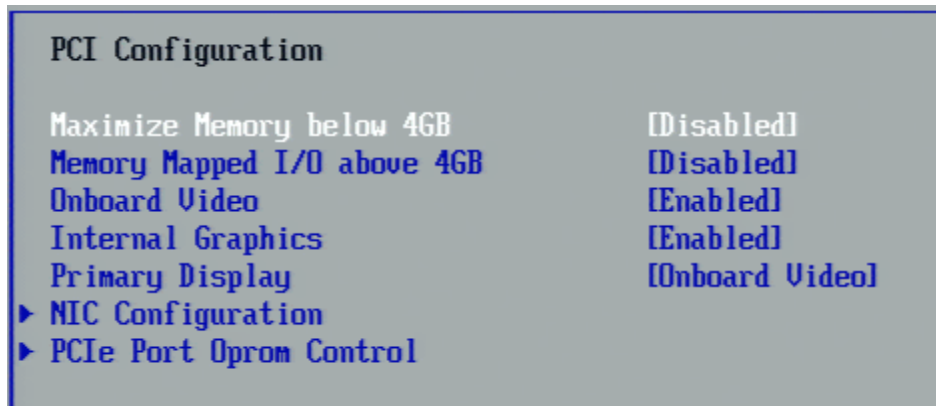 PCI Configuration
Maximize Memory below 4GB [Disabled]
Memory Mapped I/O above 4GB [Disabled]
Onboard Video [Enabled]
Internal Graphics [Enabled]
Primary Display [Onboard Video]
NIC Configuration
PCIe Port Oprom Control